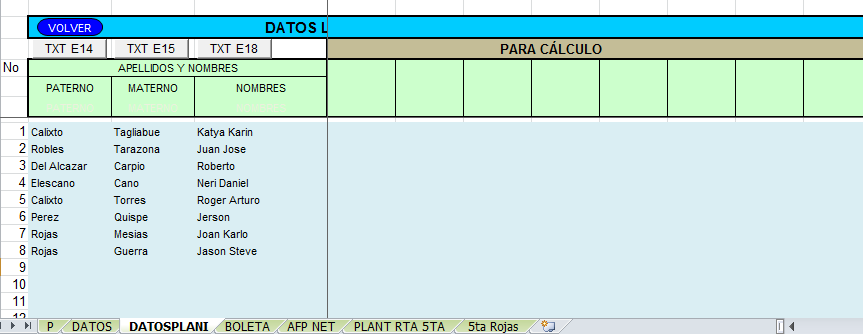 VOLVER DATOS L
TXT E14 TXT E15 TXT E18 PARA CÁLCULO
No APELLIDOS Y NOMBRES
PATERNO MATERNO NOMBRES
1 Calixto Tagliabue Katya Karin
2 Robles Tarazona Juan Jose
3 Del Alcazar Carpio Roberto
4 Elescano Cano Neri Daniel
5 Calixto Torres Roger Arturo
6 Perez Quispe Jerson
7 Rojas Mesias Joan Karlo
8 Rojas Guerra Jason Steve
9
10
11
12
P DATOS DATOSPLANI BOLETA AFP NET PLANT RTA 5TA 5ta Rojas